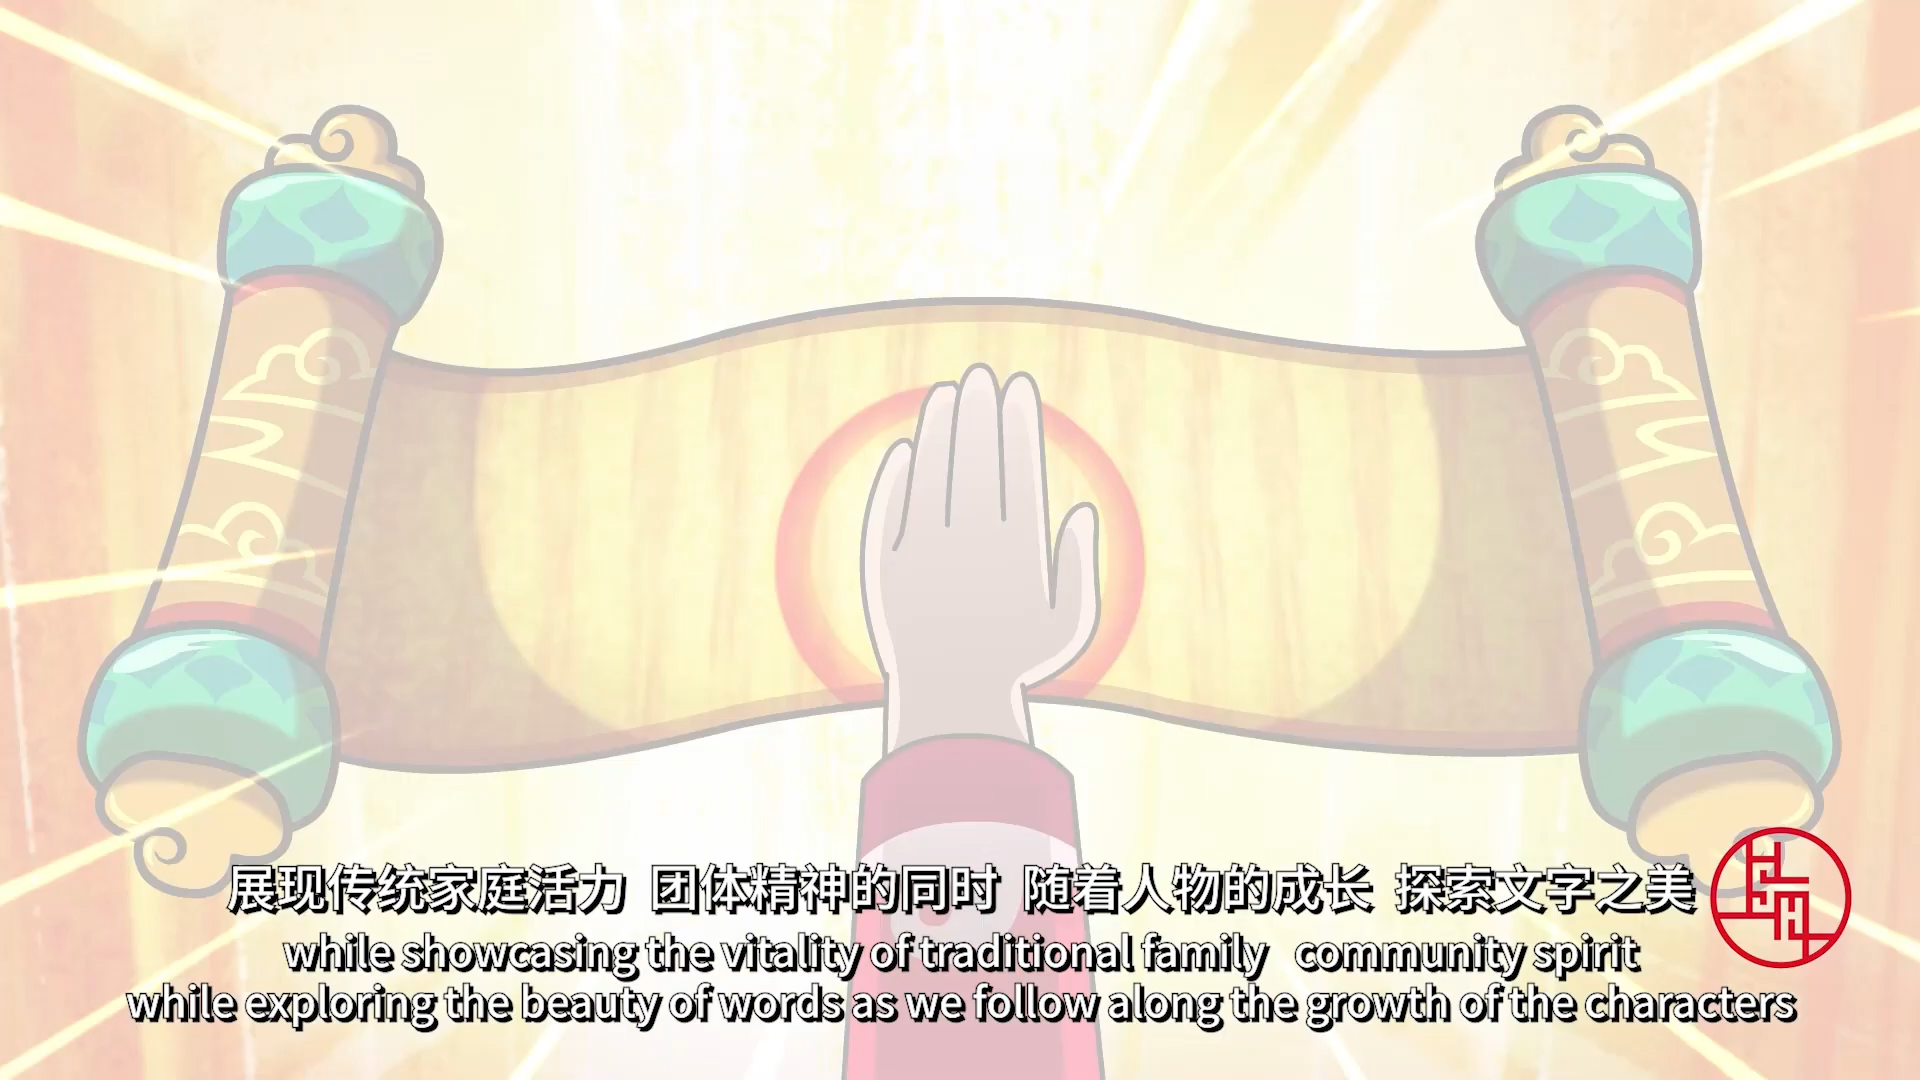 展现传统家庭活力 团体精神的同时 随着人物的成长 探索文字之美
while showcasing the vitality of traditional family community spirit
while exploring the beauty of words as we follow along the growth of the characters